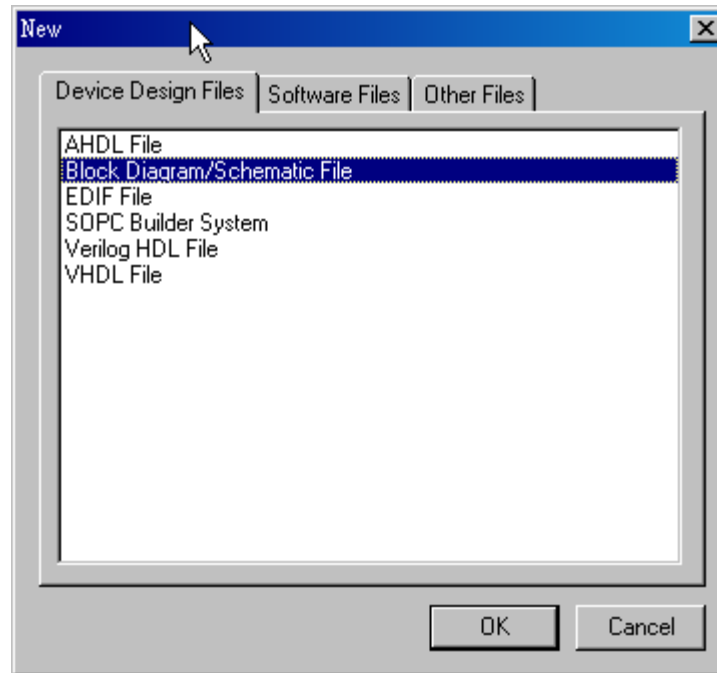 New
Device Design Files
Software Files
Other Files
AHDL File
Block Diagram/Schematic File
EDIF File
SOPC Builder System
Verilog HDL File
VHDL File
OK
Cancel